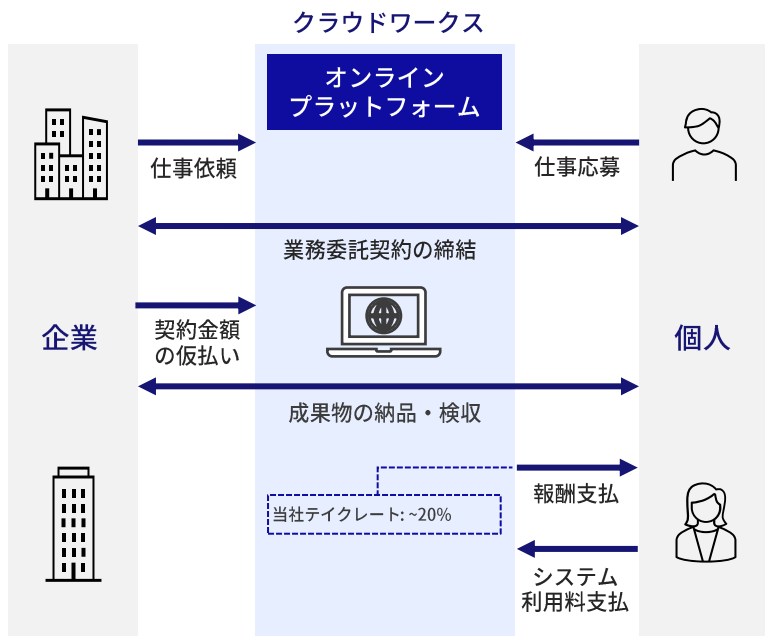 クラウドワークス
オンライン
プラットフォーム
仕事依頼
仕事応募
業務委託契約の締結
企業
契約金額
の仮払い
個人
成果物の納品・検収
報酬支払
当社テイクレート: ~20%
システム
利用料支払